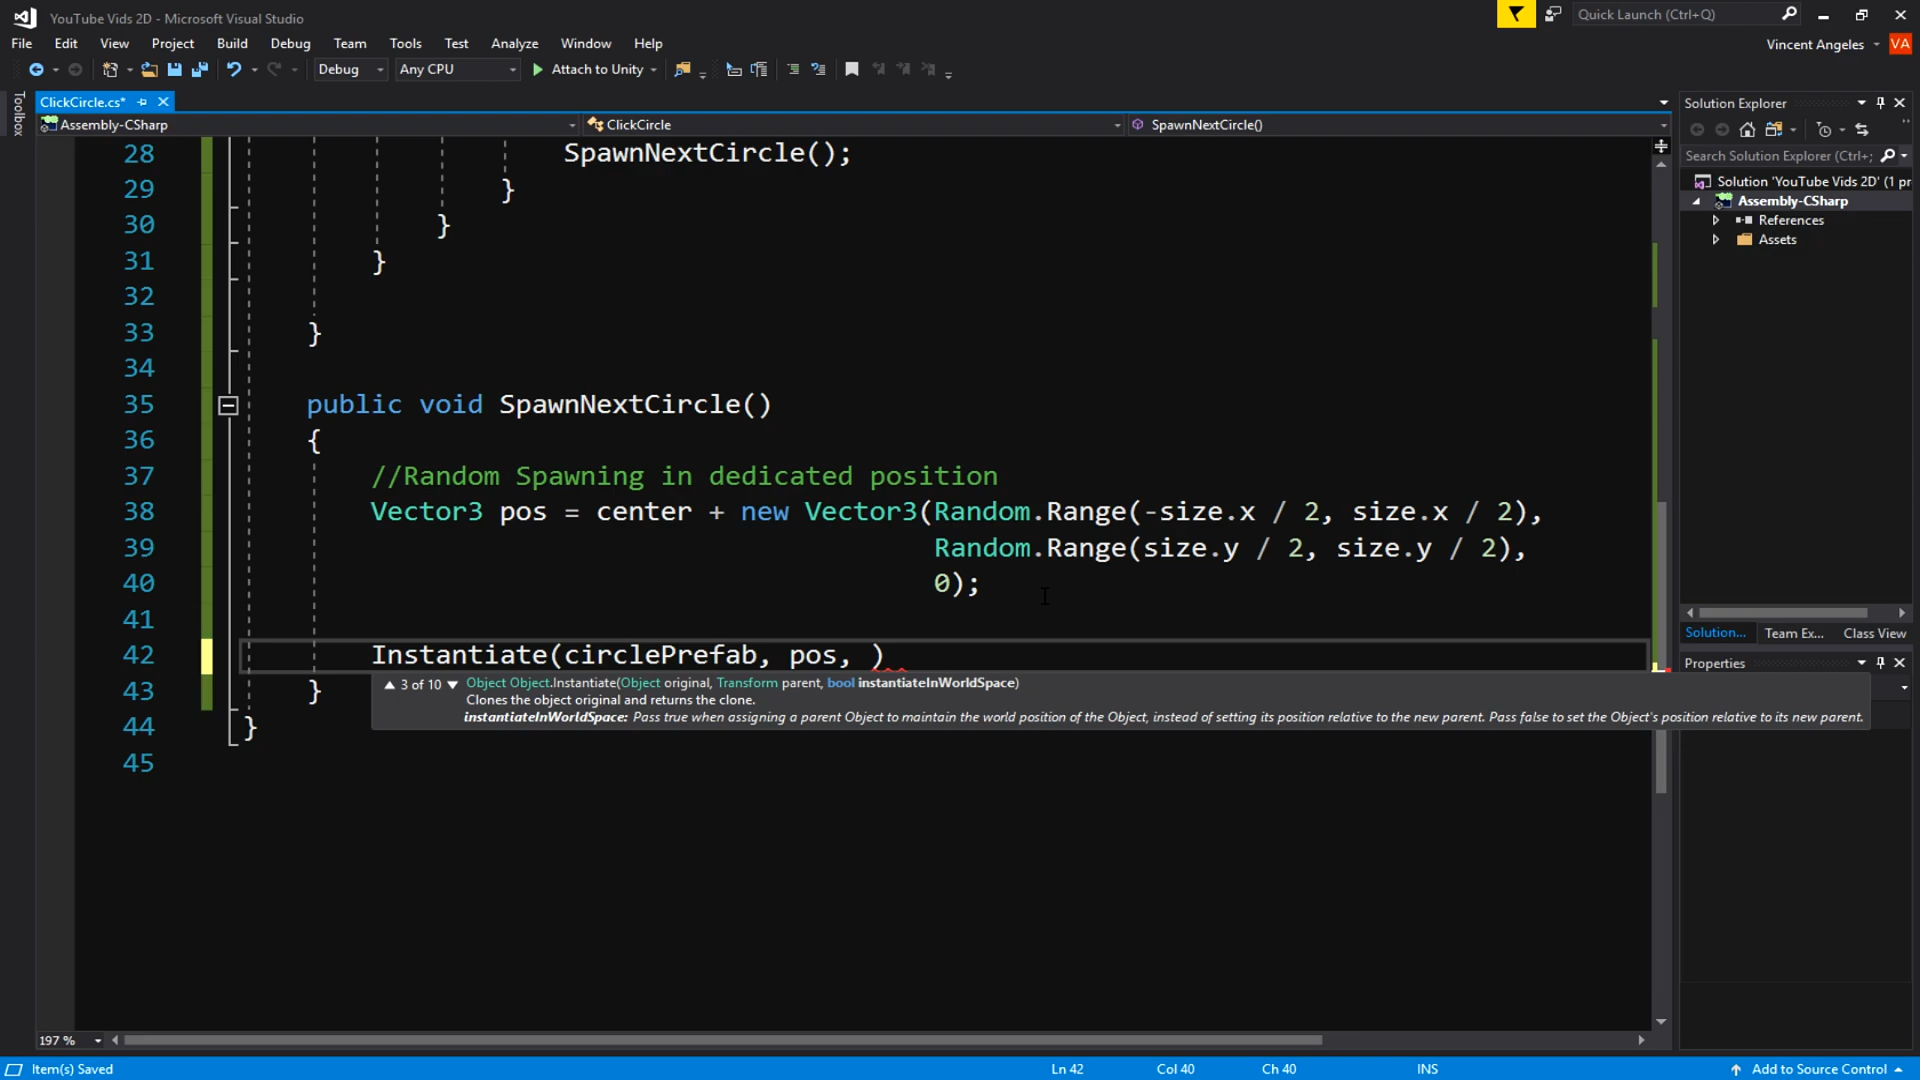 YouTube Vids 2D - Microsoft Visual Studio
Quick Launch (Ctrl+Q)
File Edit View Project Build Debug Team Tools Test Analyze Window Help
Vincent Angeles VA
Debug Any CPU Attach to Unity
Toolbox
ClickCircle.cs*
Solution Explorer
Assembly-CSharp
ClickCircle
SpawnNextCircle()
Search Solution Explorer (Ctrl+;
Solution 'YouTube Vids 2D' (1 pr
Assembly-CSharp
References
Assets
28 SpawnNextCircle();
29 }
30 }
31 }
32
33 }
34
35 public void SpawnNextCircle()
36 {
37 //Random Spawning in dedicated position
38 Vector3 pos = center + new Vector3(Random.Range(-size.x / 2, size.x / 2),
39 Random.Range(size.y / 2, size.y / 2),
40 0);
41
42 Instantiate(circlePrefab, pos, )
43 }
44 }
45
3 of 10 Object Object.Instantiate(Object original, Transform parent, bool instantiateInWorldSpace)
Clones the object original and returns the clone.
instantiateInWorldSpace: Pass true when assigning a parent Object to maintain the world position of the Object, instead of setting its position relative to the new parent. Pass false to set the Object's position relative to its new parent.
Solution... Team Ex... Class View
Properties
197 %
Item(s) Saved
Ln 42 Col 40 Ch 40 INS
Add to Source Control